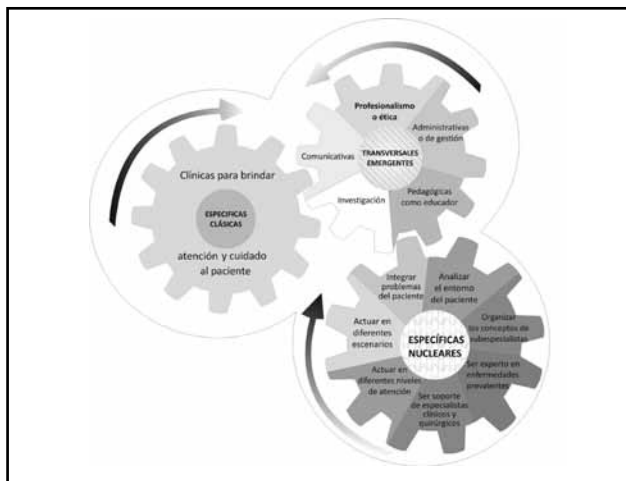 Clínicas para brindar
ESPECIFICAS
CLÁSICAS
atención y cuidado
al paciente
Profesionalismo
o ética
Administrativas
o de gestión
Comunicativas
TRANSVERSALES
EMERGENTES
Pedagógicas
como educador
Investigación
Integrar
problemas
del paciente
Analizar
el entorno
del paciente
Organizar
los conceptos de
subespecialistas
Actuar en
diferentes
escenarios
ESPECÍFICAS
NUCLEARES
Ser experto en
enfermedades
prevalentes
Actuar en
diferentes niveles
de atención
Ser soporte
de especialistas
clínicos y
quirúrgicos